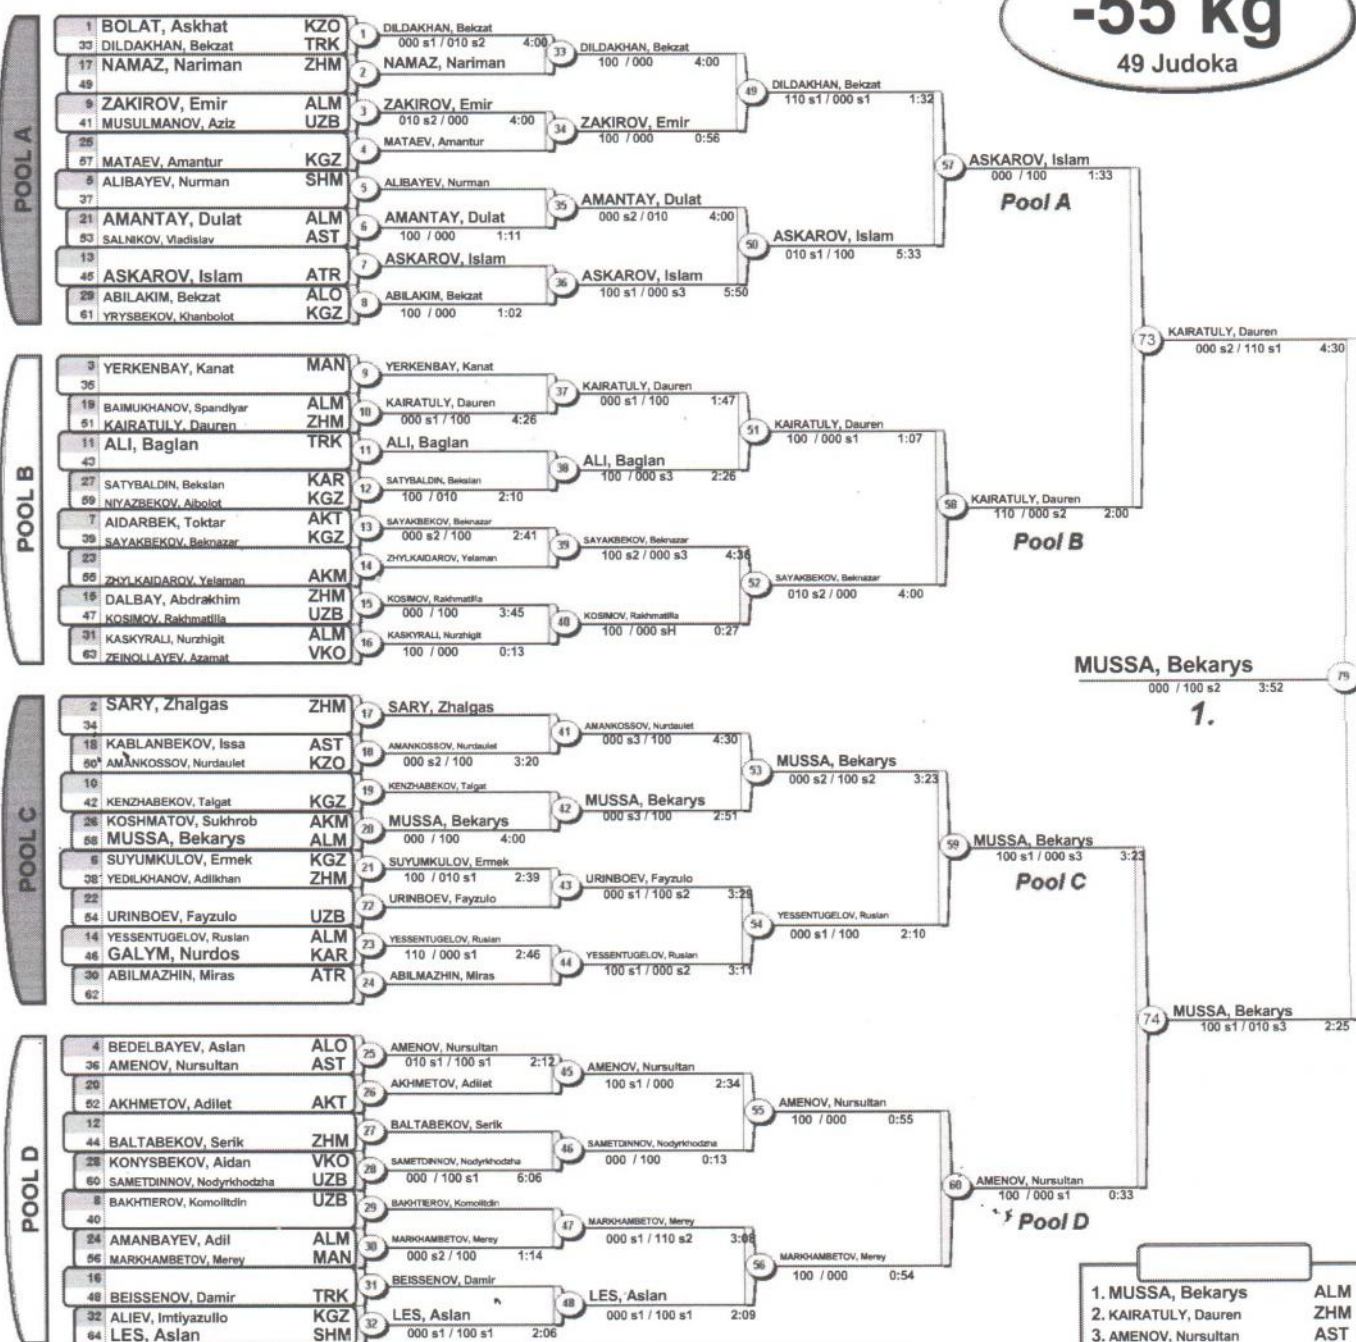 -55 kg
49 Judoka
POOL A
1 BOLAT, Askhat KZO
33 DILDAKHAN, Bekzat TRK
17 NAMAZ, Nariman ZHM
49
9 ZAKIROV, Emir ALM
41 MUSULMANOV, Aziz UZB
25
57 MATAEV, Amantur KGZ
5 ALIBAYEV, Nurman SHM
37
21 AMANTAY, Dulat ALM
53 SALNIKOV, Vladislav AST
13
45 ASKAROV, Islam ATR
29 ABILAKIM, Bekzat ALO
61 YRYSBEKOV, Khanbolot KGZ
1 DILDAKHAN, Bekzat
000 s1 / 010 s2 4:00
2 NAMAZ, Nariman
3 ZAKIROV, Emir
010 s2 / 000 4:00
4 MATAEV, Amantur
5 ALIBAYEV, Nurman
6 AMANTAY, Dulat
100 / 000 1:11
7 ASKAROV, Islam
8 ABILAKIM, Bekzat
100 / 000 1:02
33 DILDAKHAN, Bekzat
100 / 000 4:00
34 ZAKIROV, Emir
100 / 000 0:56
35 AMANTAY, Dulat
000 s2 / 010 4:00
36 ASKAROV, Islam
100 s1 / 000 s3 5:50
49 DILDAKHAN, Bekzat
110 s1 / 000 s1 1:32
50 ASKAROV, Islam
010 s1 / 100 5:33
57 ASKAROV, Islam
000 / 100 1:33
Pool A
POOL B
3 YERKENBAY, Kanat MAN
35
19 BAIMUKHANOV, Spandiyar ALM
51 KAIRATULY, Dauren ZHM
11 ALI, Baglan TRK
43
27 SATYBALDIN, Bekslan KAR
59 NIYAZBEKOV, Aibolot KGZ
7 AIDARBEK, Toktar AKT
39 SAYAKBEKOV, Beknazar KGZ
23
55 ZHYLKAIDAROV, Yelaman AKM
15 DALBAY, Abdrakhim ZHM
47 KOSIMOV, Rakhmatilla UZB
31 KASKYRALI, Nurzhigit ALM
63 ZEINOLLAYEV, Azamat VKO
9 YERKENBAY, Kanat
10 KAIRATULY, Dauren
000 s1 / 100 4:26
11 ALI, Baglan
12 SATYBALDIN, Bekslan
100 / 010 2:10
13 SAYAKBEKOV, Beknazar
000 s2 / 100 2:41
14 ZHYLKAIDAROV, Yelaman
15 KOSIMOV, Rakhmatilla
000 / 100 3:45
16 KASKYRALI, Nurzhigit
100 / 000 0:13
37 KAIRATULY, Dauren
000 s1 / 100 1:47
38 ALI, Baglan
100 / 000 s3 2:26
39 SAYAKBEKOV, Beknazar
100 s2 / 000 s3 4:36
40 KOSIMOV, Rakhmatilla
100 / 000 sH 0:27
51 KAIRATULY, Dauren
100 / 000 s1 1:07
52 SAYAKBEKOV, Beknazar
010 s2 / 000 4:00
58 KAIRATULY, Dauren
110 / 000 s2 2:00
Pool B
73 KAIRATULY, Dauren
000 s2 / 110 s1 4:30
MUSSA, Bekarys 79
000 / 100 s2 3:52
1.
POOL C
2 SARY, Zhalgas ZHM
34
18 KABLANBEKOV, Issa AST
50 AMANKOSSOV, Nurdaulet KZO
10
42 KENZHABEKOV, Talgat KGZ
26 KOSHMATOV, Sukhrob AKM
58 MUSSA, Bekarys ALM
6 SUYUMKULOV, Ermek KGZ
38 YEDILKHANOV, Adilkhan ZHM
22
54 URINBOEV, Fayzulo UZB
14 YESSENTUGELOV, Ruslan ALM
46 GALYM, Nurdos KAR
30 ABILMAZHIN, Miras ATR
62
17 SARY, Zhalgas
18 AMANKOSSOV, Nurdaulet
000 s2 / 100 3:20
19 KENZHABEKOV, Talgat
20 MUSSA, Bekarys
000 / 100 4:00
21 SUYUMKULOV, Ermek
100 / 010 s1 2:39
22 URINBOEV, Fayzulo
23 YESSENTUGELOV, Ruslan
110 / 000 s1 2:46
24 ABILMAZHIN, Miras
41 AMANKOSSOV, Nurdaulet
000 s3 / 100 4:30
42 MUSSA, Bekarys
000 s3 / 100 2:51
43 URINBOEV, Fayzulo
000 s1 / 100 s2 3:29
44 YESSENTUGELOV, Ruslan
100 s1 / 000 s2 3:11
53 MUSSA, Bekarys
000 s2 / 100 s2 3:23
54 YESSENTUGELOV, Ruslan
000 s1 / 100 2:10
59 MUSSA, Bekarys
100 s1 / 000 s3 3:23
Pool C
74 MUSSA, Bekarys
100 s1 / 010 s3 2:25
POOL D
4 BEDELBAYEV, Aslan ALO
36 AMENOV, Nursultan AST
20
52 AKHMETOV, Adilet AKT
12
44 BALTABEKOV, Serik ZHM
28 KONYSBEKOV, Aidan VKO
60 SAMETDINNOV, Nodyrkhodzha UZB
8 BAKHTIEROV, Komolitdin UZB
40
24 AMANBAYEV, Adil ALM
56 MARKHAMBETOV, Merey MAN
16
48 BEISSENOV, Damir TRK
32 ALIEV, Imtiyazullo KGZ
64 LES, Aslan SHM
25 AMENOV, Nursultan
010 s1 / 100 s1 2:12
26 AKHMETOV, Adilet
27 BALTABEKOV, Serik
28 SAMETDINNOV, Nodyrkhodzha
000 / 100 s1 6:06
29 BAKHTIEROV, Komolitdin
30 MARKHAMBETOV, Merey
000 s2 / 100 1:14
31 BEISSENOV, Damir
32 LES, Aslan
000 s1 / 100 s1 2:06
45 AMENOV, Nursultan
100 s1 / 000 2:34
46 SAMETDINNOV, Nodyrkhodzha
000 / 100 0:13
47 MARKHAMBETOV, Merey
000 s1 / 110 s2 3:08
48 LES, Aslan
000 s1 / 100 s1 2:09
55 AMENOV, Nursultan
100 / 000 0:55
56 MARKHAMBETOV, Merey
100 / 000 0:54
60 AMENOV, Nursultan
100 / 000 s1 0:33
Pool D
1. MUSSA, Bekarys ALM
2. KAIRATULY, Dauren ZHM
3. AMENOV, Nursultan AST